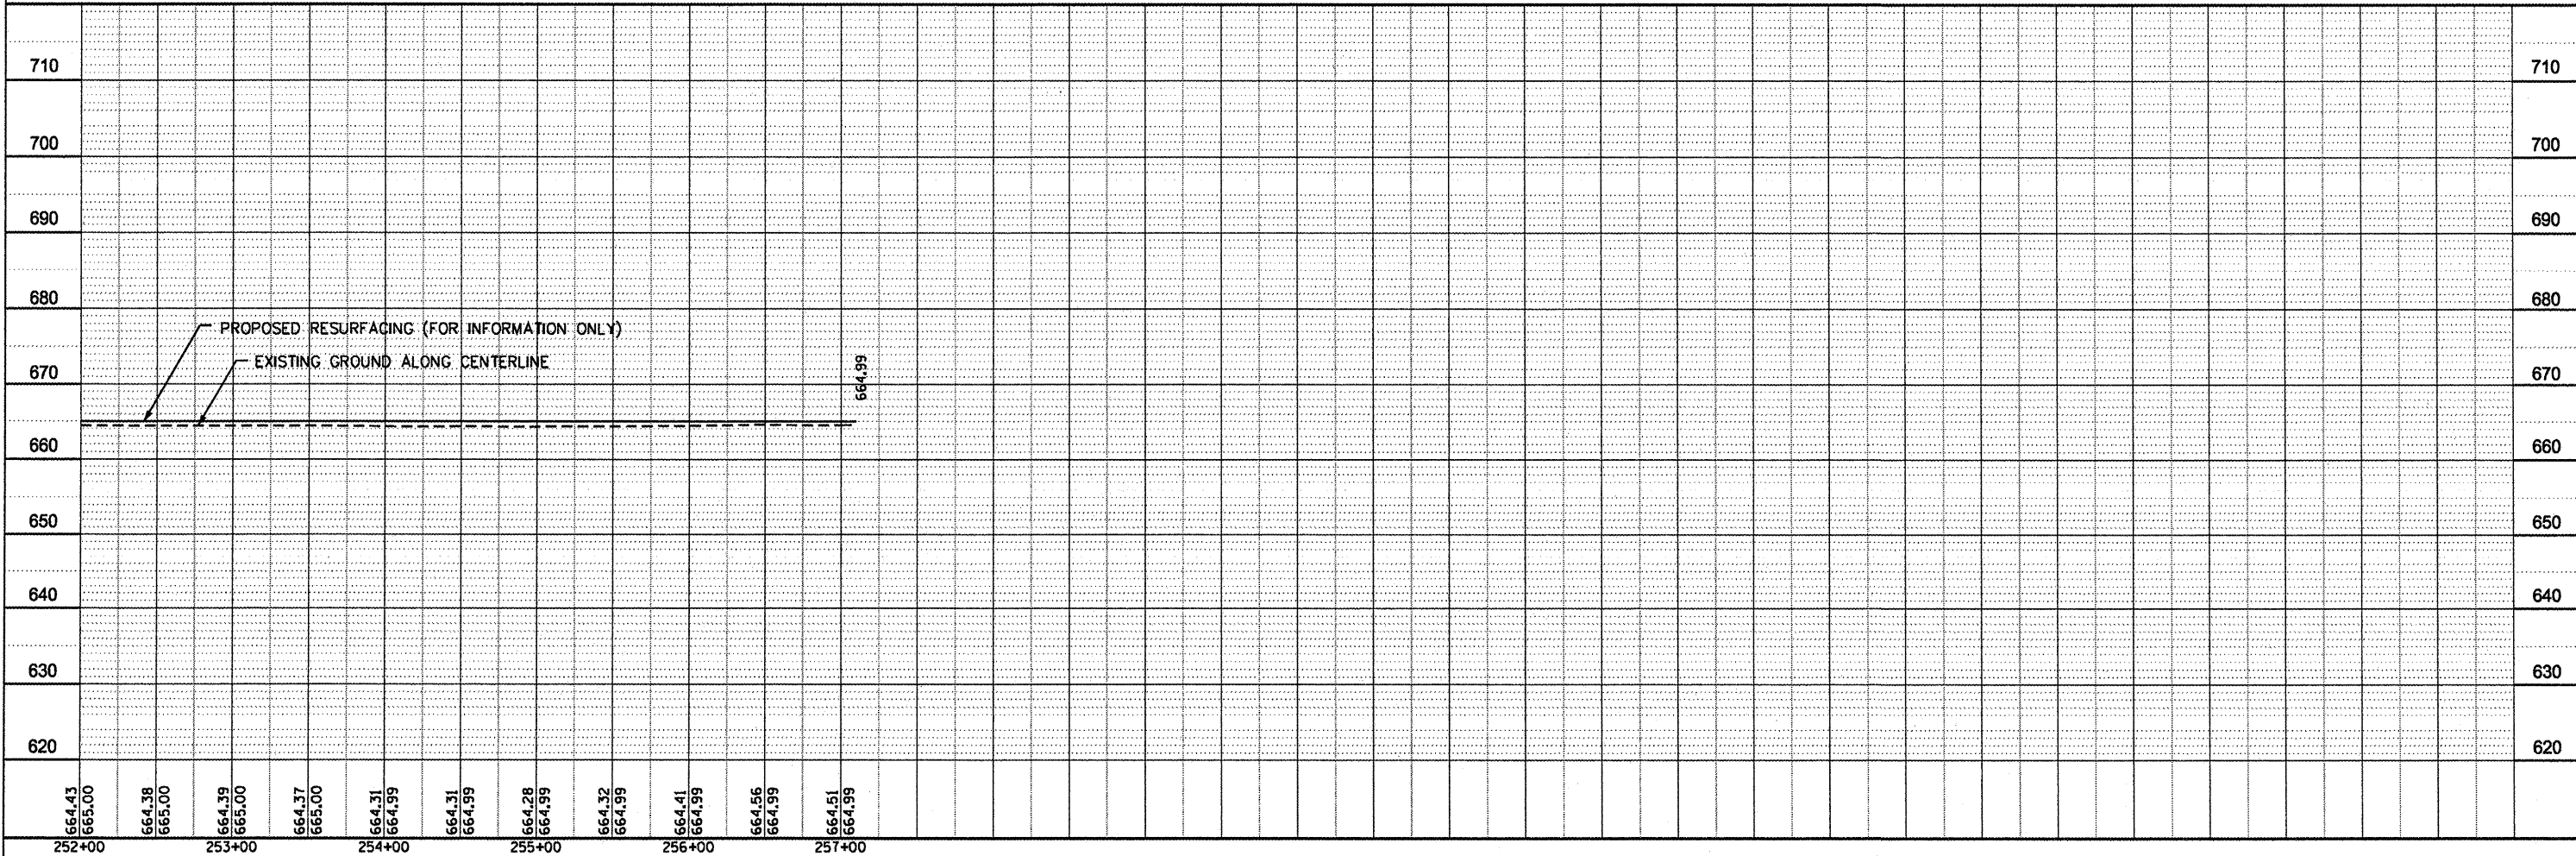 710 710
700 700
690 690
680 680
PROPOSED RESURFACING (FOR INFORMATION ONLY)
EXISTING GROUND ALONG CENTERLINE
664.99
670 670
660 660
650 650
640 640
630 630
620 620
664.43 664.38 664.39 664.37 664.31 664.31 664.28 664.32 664.41 664.56 664.51
665.00 665.00 665.00 665.00 664.99 664.99 664.99 664.99 664.99 664.99 664.99
252+00 253+00 254+00 255+00 256+00 257+00